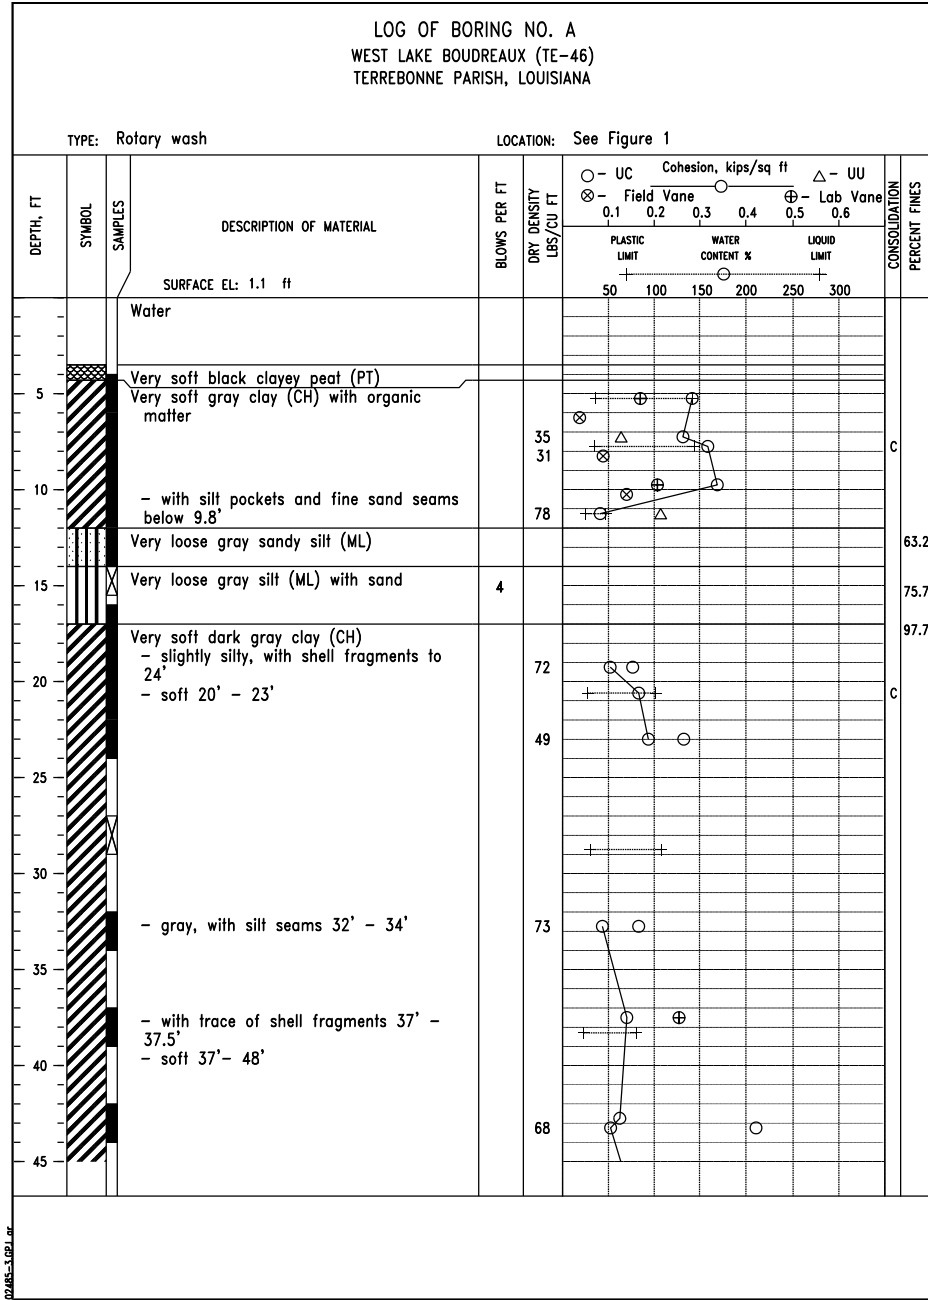 LOG OF BORING NO. A
WEST LAKE BOUDREAUX (TE-46)
TERREBONNE PARISH, LOUISIANA
TYPE: Rotary wash
LOCATION: See Figure 1
DEPTH, FT
SYMBOL
SAMPLES
DESCRIPTION OF MATERIAL
SURFACE EL: 1.1 ft
BLOWS PER FT
DRY DENSITY
LBS/CU FT
Cohesion, kips/sq ft
- UC
- UU
- Field Vane
- Lab Vane
0.1 0.2 0.3 0.4 0.5 0.6
PLASTIC WATER LIQUID
LIMIT CONTENT % LIMIT
50 100 150 200 250 300
CONSOLIDATION
PERCENT FINES
Water
Very soft black clayey peat (PT)
5
Very soft gray clay (CH) with organic
matter
35
31
C
10
- with silt pockets and fine sand seams
below 9.8'
78
Very loose gray sandy silt (ML)
63.2
Very loose gray silt (ML) with sand
15
4
75.7
97.7
Very soft dark gray clay (CH)
- slightly silty, with shell fragments to
24'
72
20
- soft 20' - 23'
C
49
25
30
- gray, with silt seams 32' - 34'
73
35
- with trace of shell fragments 37' -
37.5'
- soft 37'- 48'
40
68
45